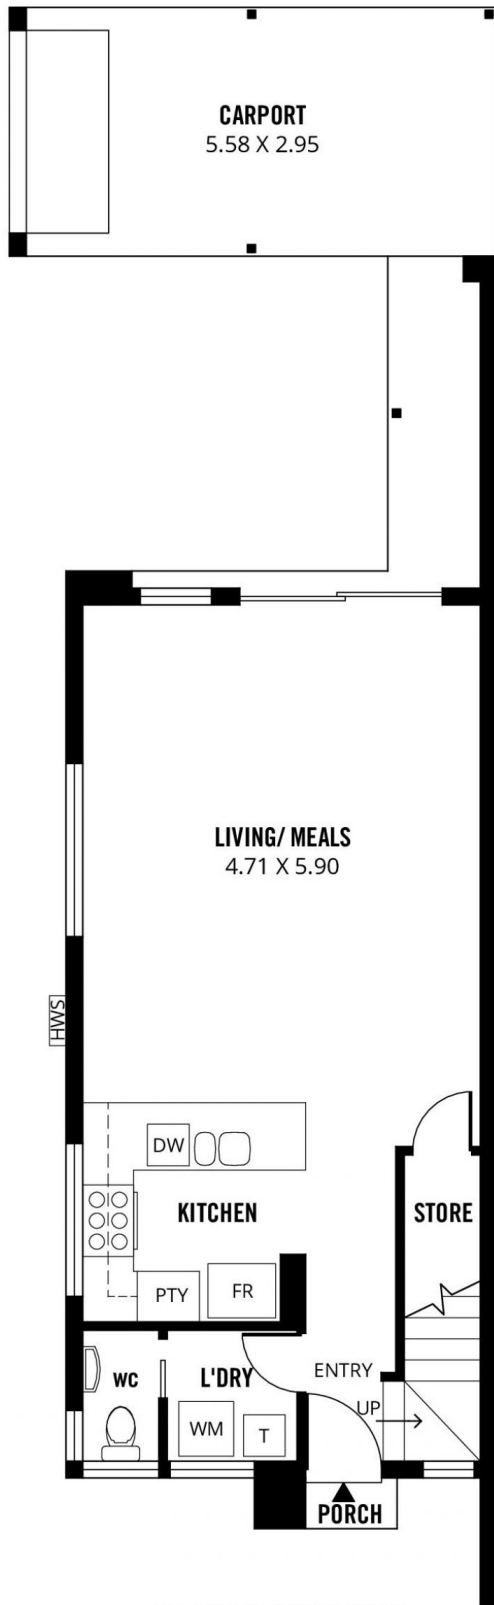 CARPORT
5.58 X 2.95
LIVING/ MEALS
4.71 X 5.90
HWS
DW
KITCHEN
STORE
PTY
FR
WC
L'DRY
ENTRY
UP
WM
T
PORCH